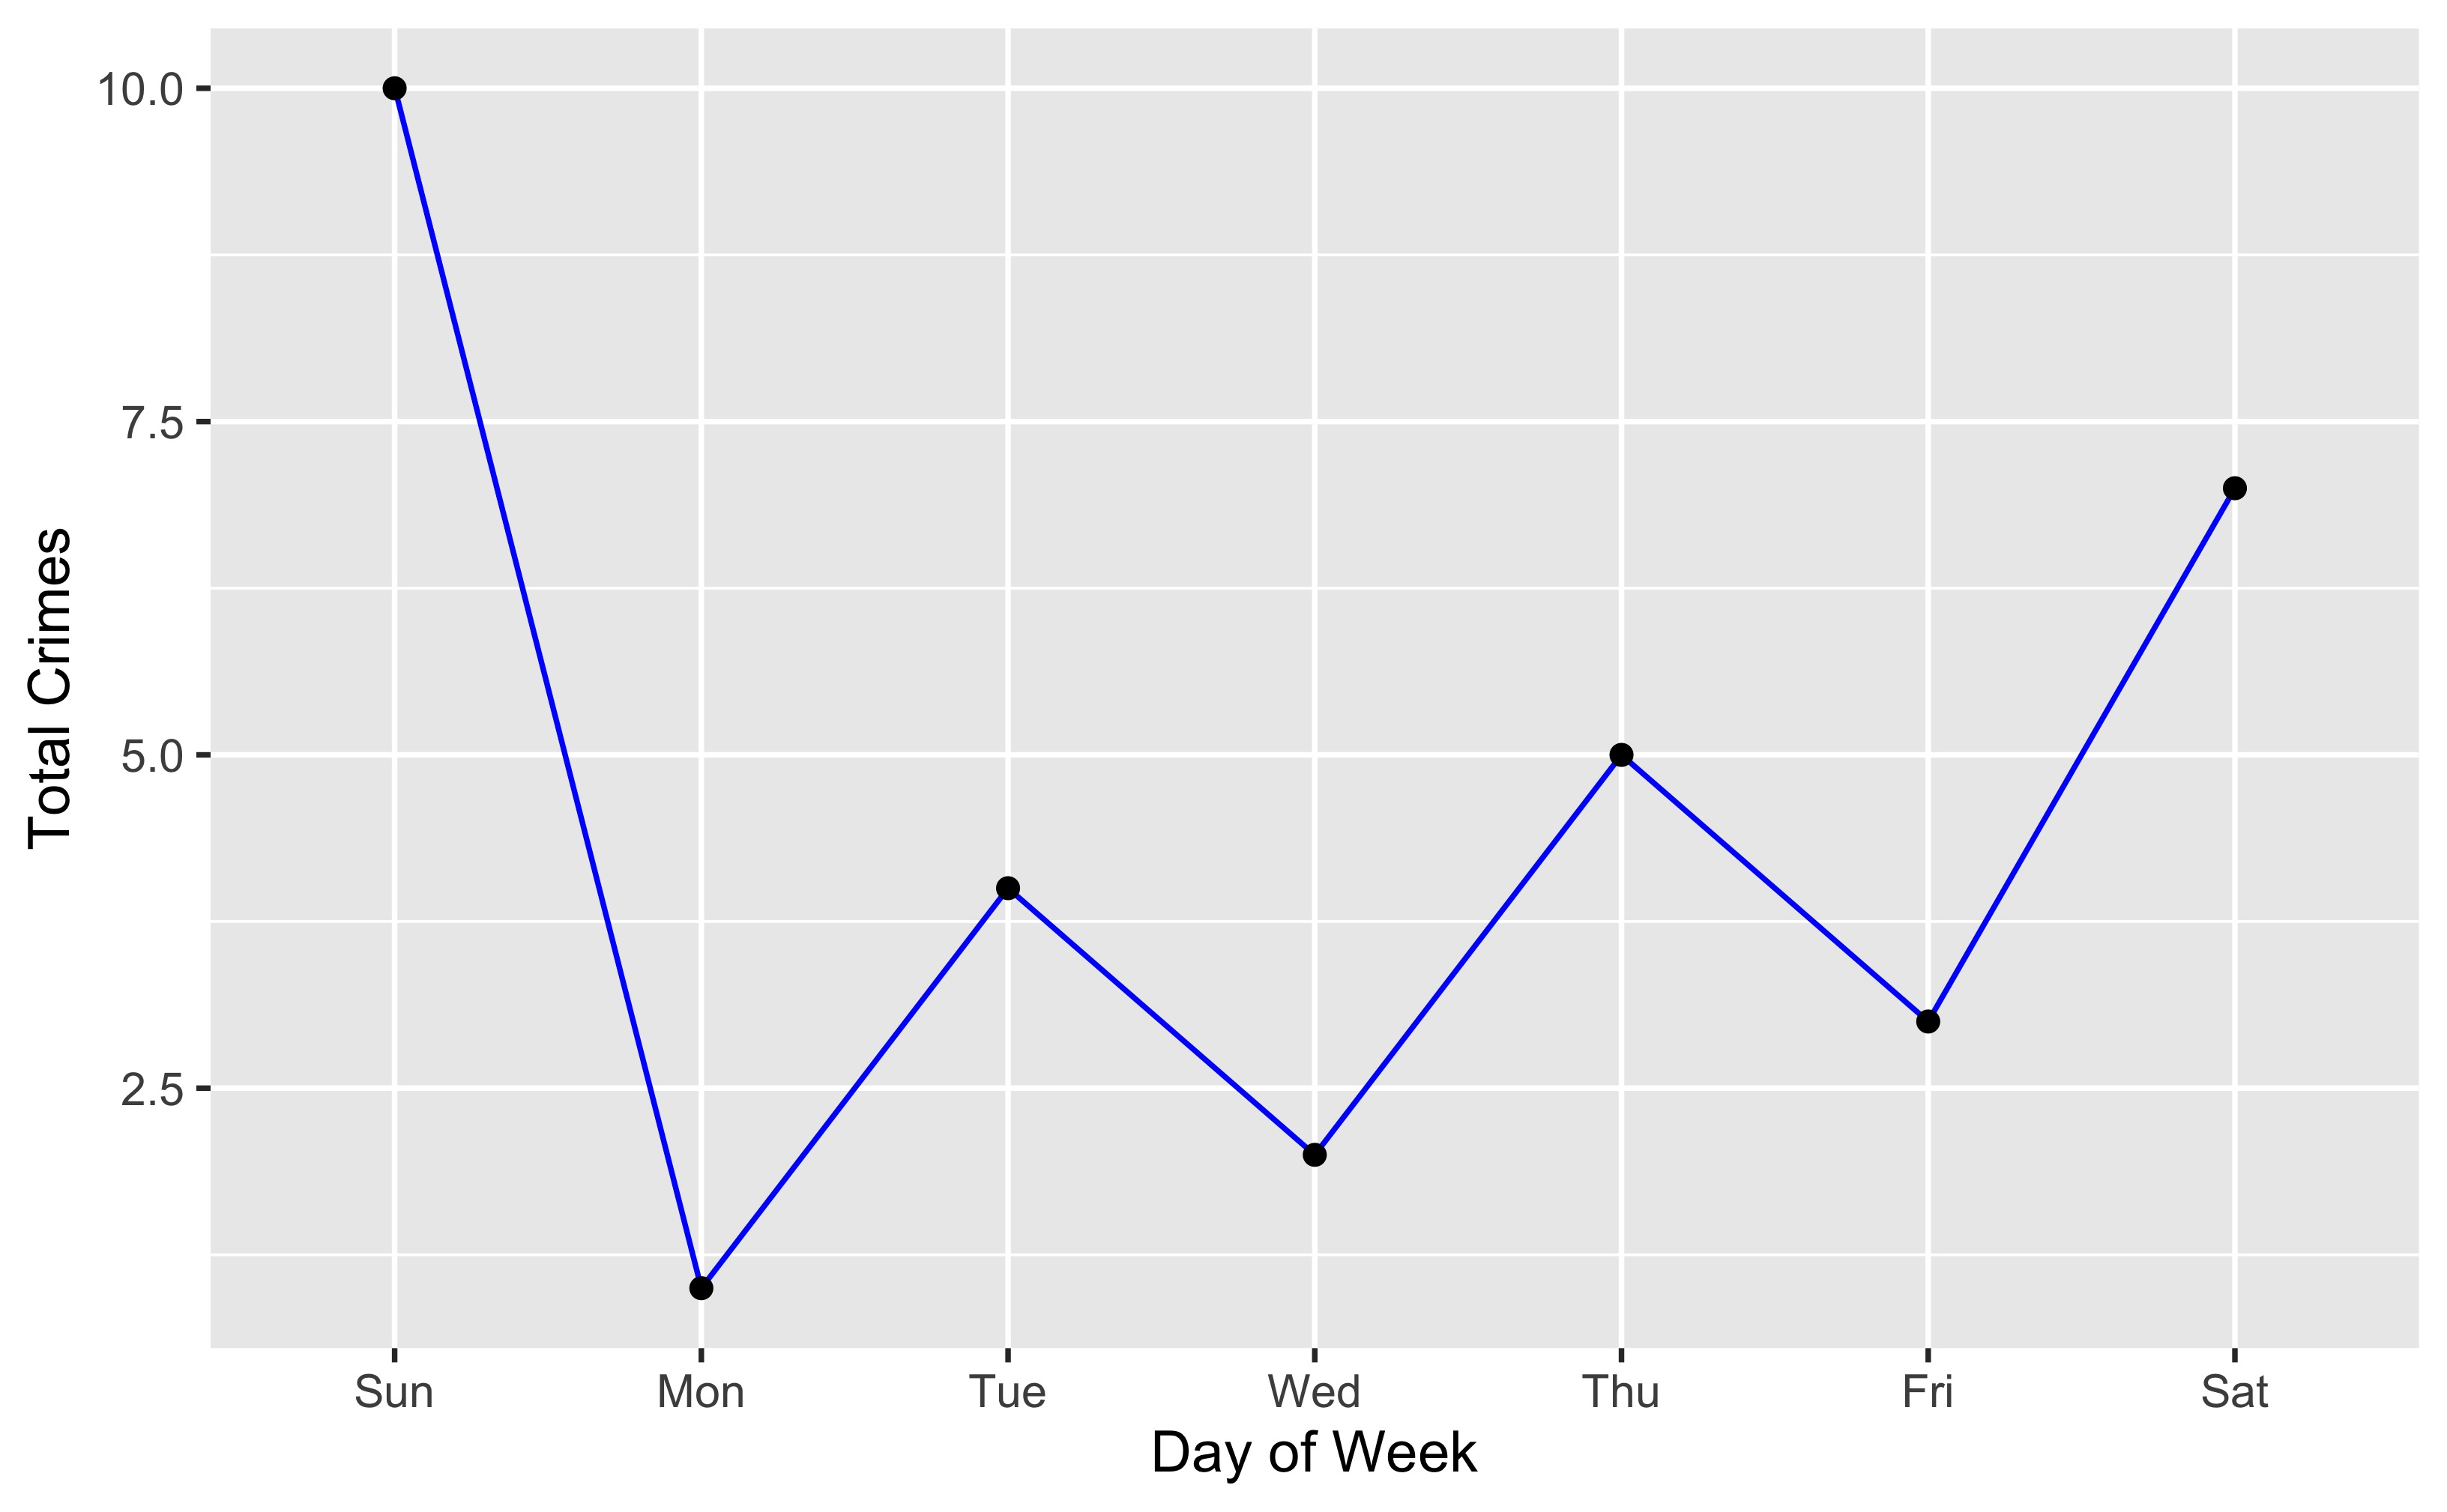 10.0
7.5
5.0
2.5
Total Crimes
Sun Mon Tue Wed Thu Fri Sat
Day of Week